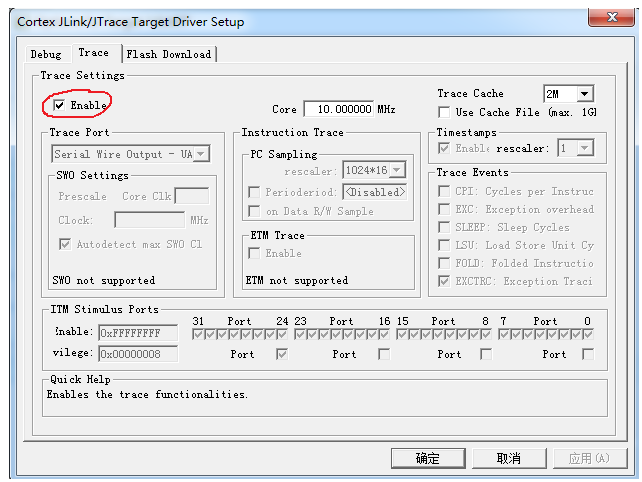 Cortex JLink/JTrace Target Driver Setup
Debug Trace Flash Download
Trace Settings
Enable
Core 10.000000 MHz
Trace Cache 2M
Use Cache File (max. 1G
Trace Port
Serial Wire Output - UA
SWO Settings
Prescale Core Clk
Clock: MHz
Autodetect max SWO Cl
SWO not supported
Instruction Trace
PC Sampling
rescaler: 1024*16
Perioderiod: <Disabled>
on Data R/W Sample
ETM Trace
Enable
ETM not supported
Timestamps
Enable rescaler: 1
Trace Events
CPI: Cycles per Instruc
EXC: Exception overhead
SLEEP: Sleep Cycles
LSU: Load Store Unit Cy
FOLD: Folded Instructio
EXCTRC: Exception Traci
ITM Stimulus Ports
31 Port 24 23 Port 16 15 Port 8 7 Port 0
nable: 0xFFFFFFFF
vilege: 0x00000008 Port Port Port Port
Quick Help
Enables the trace functionalities.
确定 取消 应用(A)